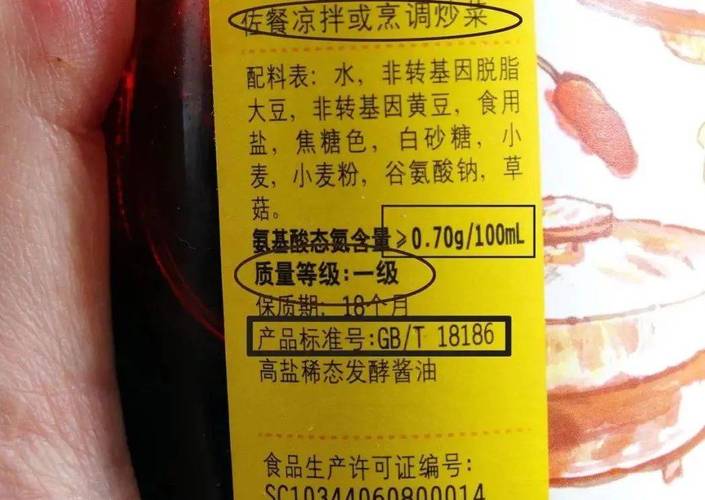 佐餐凉拌或烹调炒菜
配料表: 水, 非转基因脱脂
大豆, 非转基因黄豆, 食用
盐, 焦糖色, 白砂糖, 小
麦, 小麦粉, 谷氨酸钠, 草
菇。
氨基酸态氮含量≥0.70g/100mL
质量等级:一级
保质期: 18个月
产品标准号:GB/T 18186
高盐稀态发酵酱油
食品生产许可证编号:
SC10344060800014